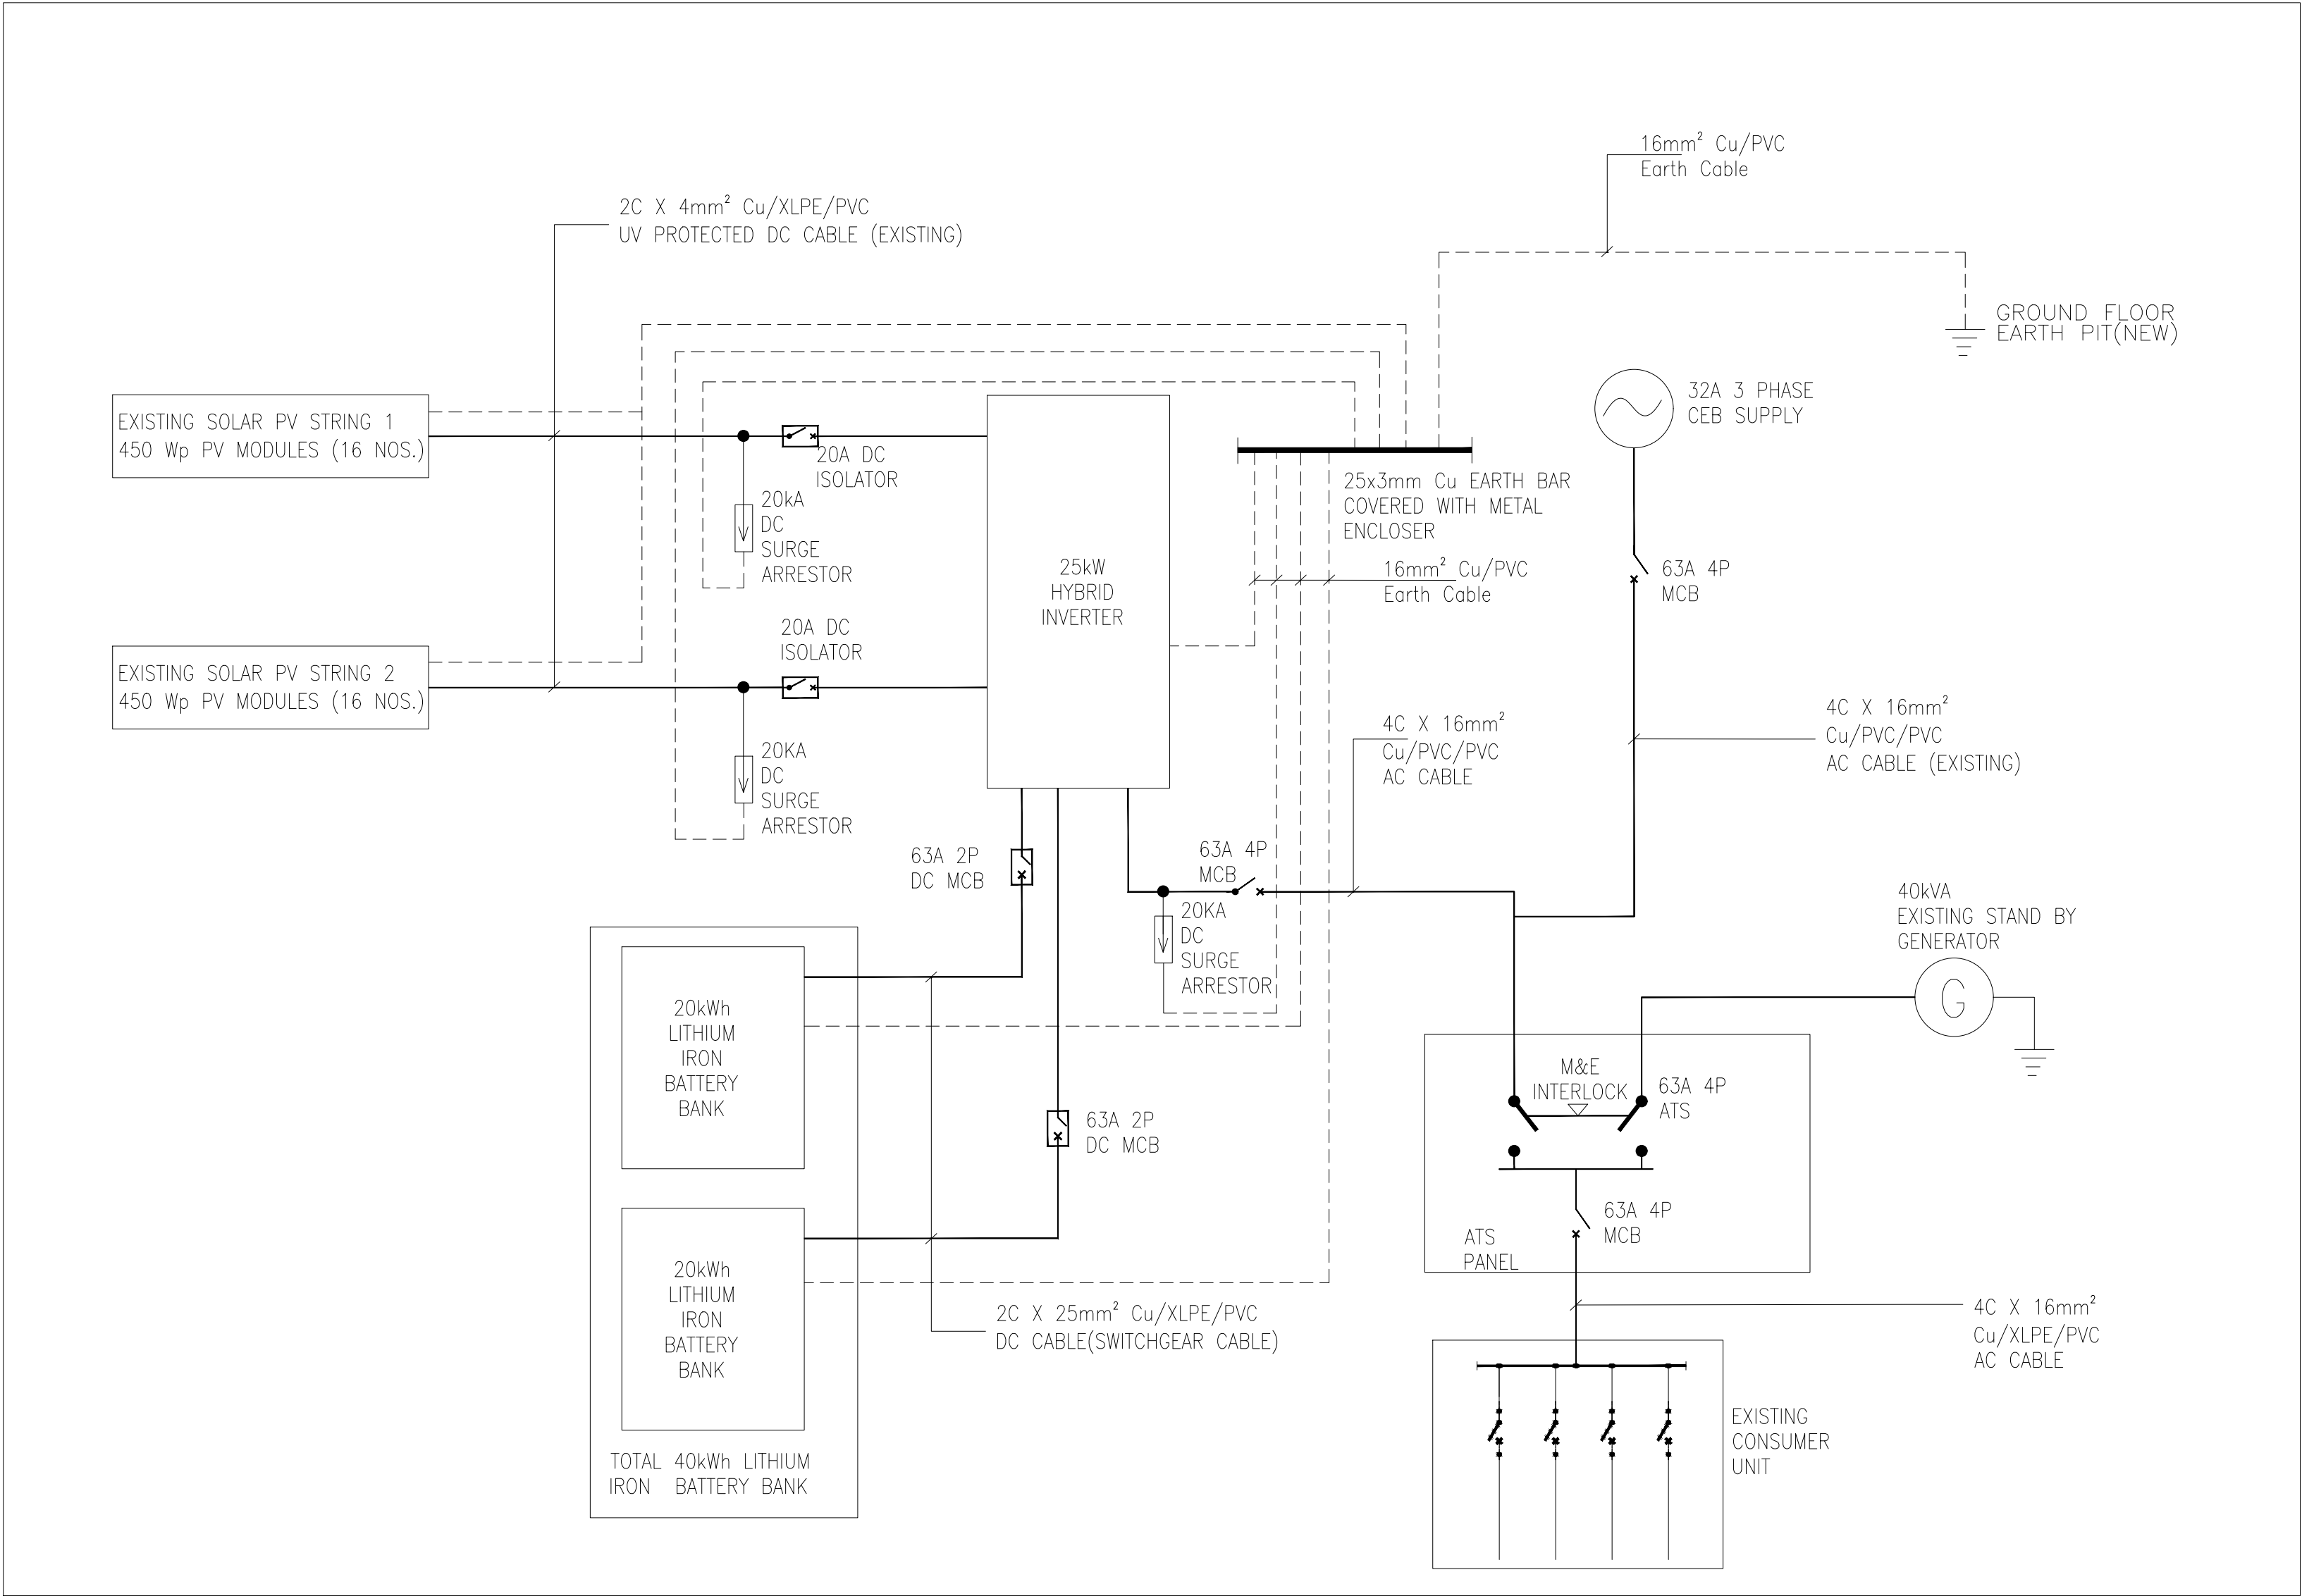 16mm² Cu/PVC
Earth Cable
2C X 4mm² Cu/XLPE/PVC
UV PROTECTED DC CABLE (EXISTING)
GROUND FLOOR
EARTH PIT(NEW)
32A 3 PHASE
CEB SUPPLY
EXISTING SOLAR PV STRING 1
450 Wp PV MODULES (16 NOS.)
20A DC
ISOLATOR
20kA
DC
SURGE
ARRESTOR
25x3mm Cu EARTH BAR
COVERED WITH METAL
ENCLOSER
25kW
HYBRID
INVERTER
16mm² Cu/PVC
Earth Cable
63A 4P
MCB
20A DC
ISOLATOR
EXISTING SOLAR PV STRING 2
450 Wp PV MODULES (16 NOS.)
20KA
DC
SURGE
ARRESTOR
4C X 16mm²
Cu/PVC/PVC
AC CABLE
4C X 16mm²
Cu/PVC/PVC
AC CABLE (EXISTING)
63A 2P
DC MCB
63A 4P
MCB
20KA
DC
SURGE
ARRESTOR
40kVA
EXISTING STAND BY
GENERATOR
G
20kWh
LITHIUM
IRON
BATTERY
BANK
M&E
INTERLOCK
63A 4P
ATS
63A 2P
DC MCB
63A 4P
MCB
ATS
PANEL
20kWh
LITHIUM
IRON
BATTERY
BANK
2C X 25mm² Cu/XLPE/PVC
DC CABLE(SWITCHGEAR CABLE)
4C X 16mm²
Cu/XLPE/PVC
AC CABLE
EXISTING
CONSUMER
UNIT
TOTAL 40kWh LITHIUM
IRON BATTERY BANK